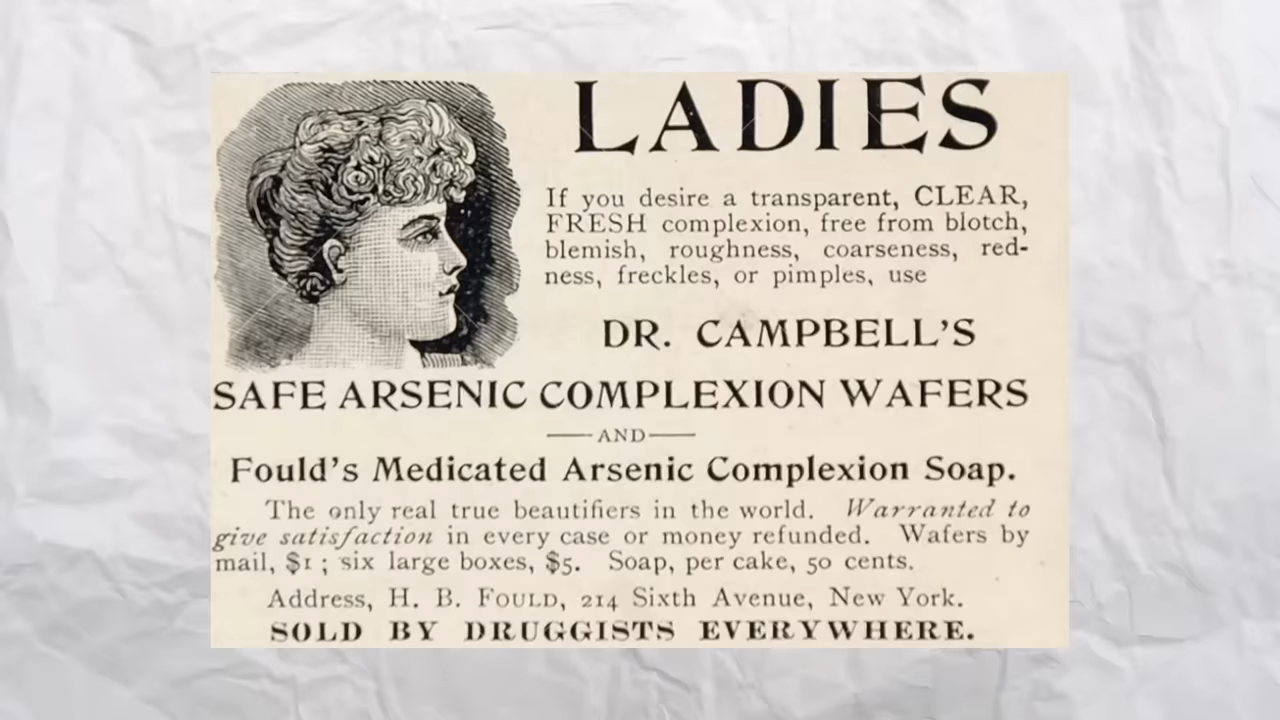 LADIES
If you desire a transparent, CLEAR,
FRESH complexion, free from blotch,
blemish, roughness, coarseness, red-
ness, freckles, or pimples, use
DR. CAMPBELL'S
SAFE ARSENIC COMPLEXION WAFERS
AND
Fould's Medicated Arsenic Complexion Soap.
The only real true beautifiers in the world. Warranted to
give satisfaction in every case or money refunded. Wafers by
mail, $1; six large boxes, $5. Soap, per cake, 50 cents.
Address, H. B. FOULD, 214 Sixth Avenue, New York.
SOLD BY DRUGGISTS EVERYWHERE.